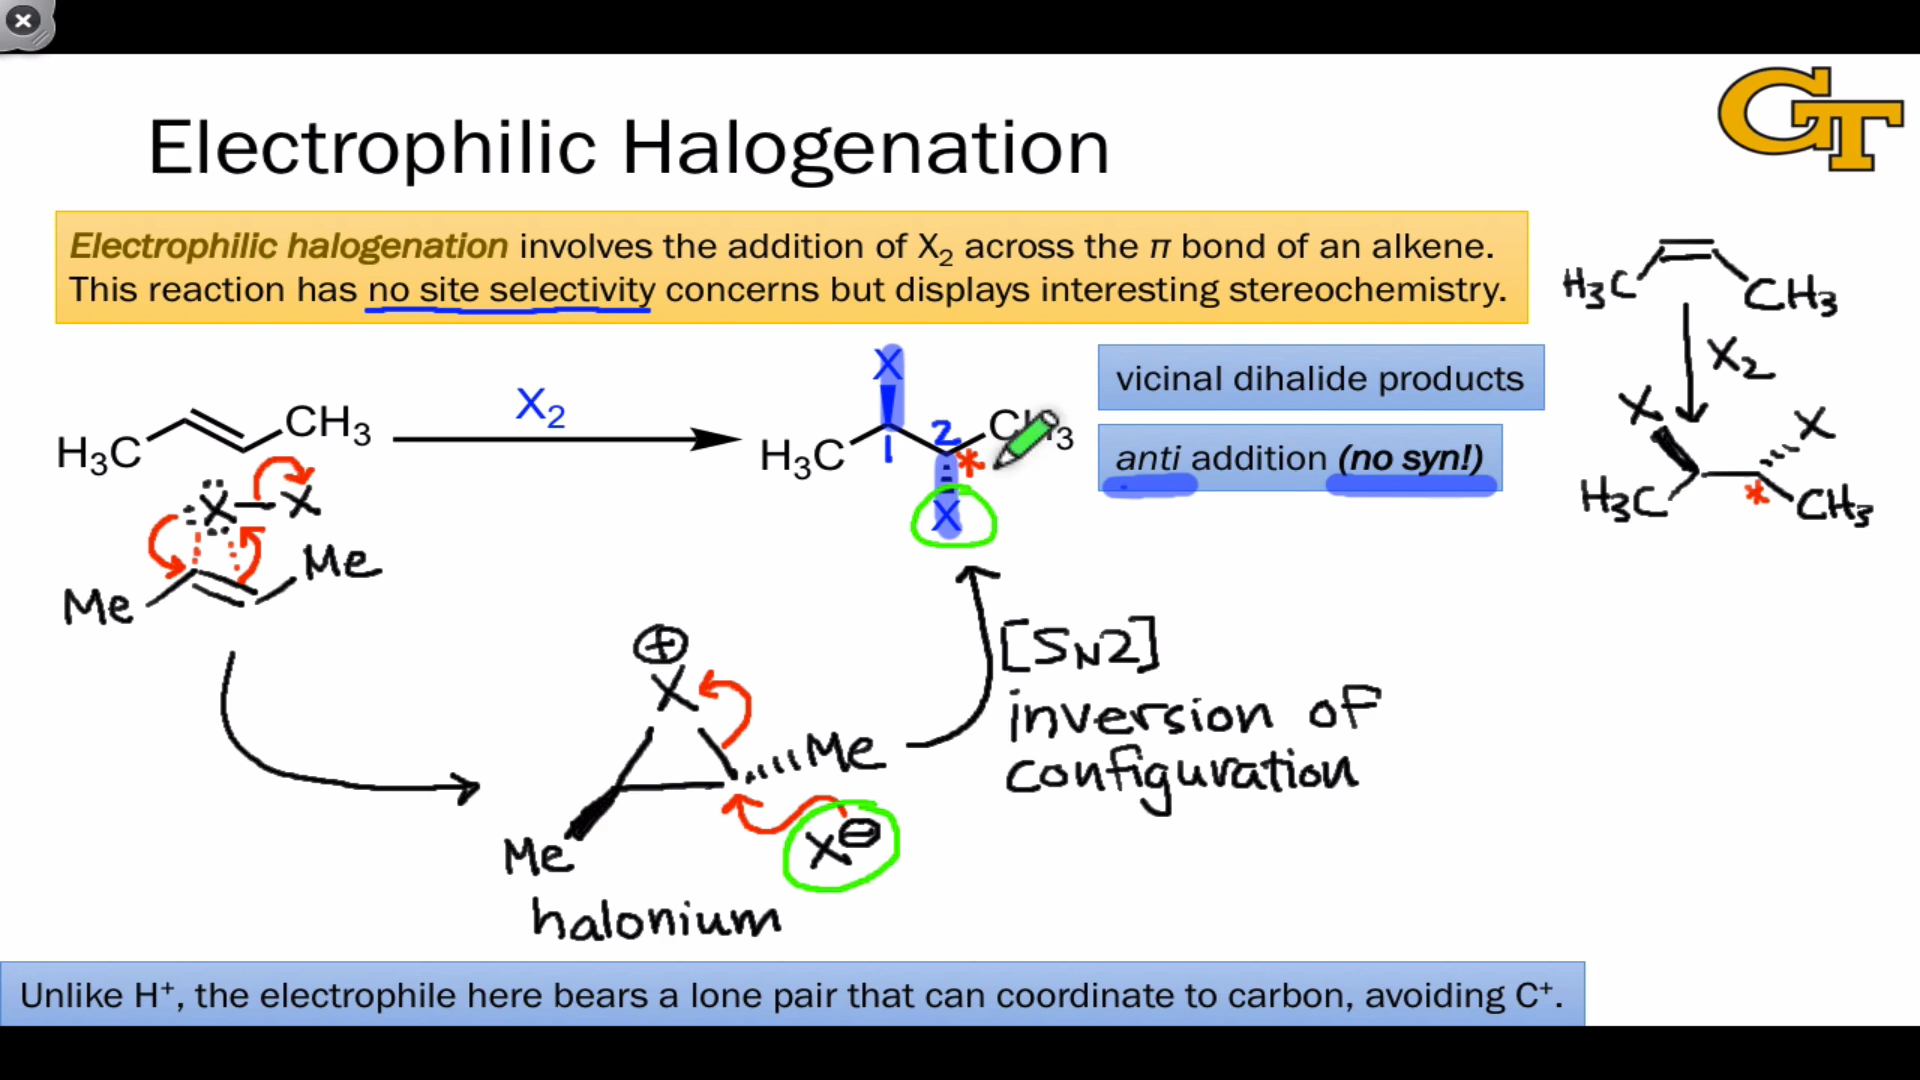 GT
Electrophilic Halogenation
Electrophilic halogenation involves the addition of X₂ across the π bond of an alkene.
This reaction has no site selectivity concerns but displays interesting stereochemistry.
H₃C CH₃
X₂
H₃C CH₃
X₂
X
H₃C 1 2 * CH₃
X
vicinal dihalide products
anti addition (no syn!)
X X
H₃C * CH₃
:X–X
Me Me
⊕
X
Me
Me
X⊖
halonium
[SN2]
inversion of
configuration
Unlike H⁺, the electrophile here bears a lone pair that can coordinate to carbon, avoiding C⁺.